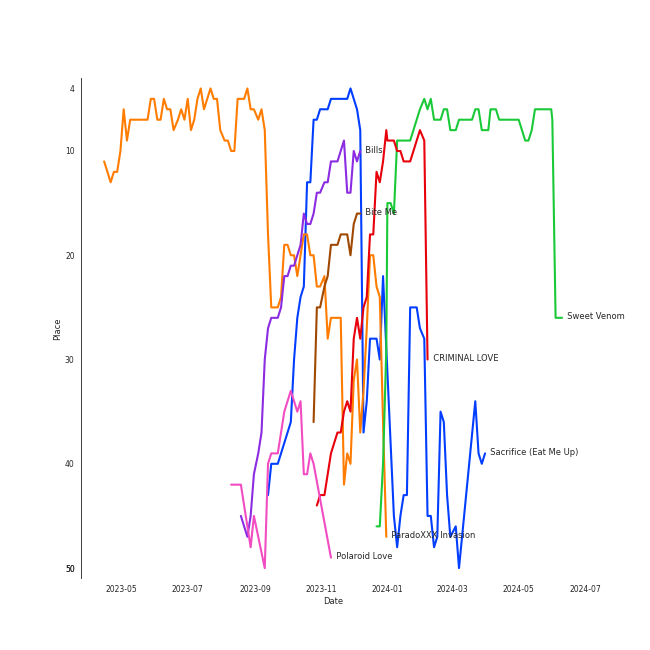 4
10
20
30
40
50
Place
Bills
Bite Me
Sweet Venom
CRIMINAL LOVE
Sacrifice (Eat Me Up)
ParadoXXX Invasion
Polaroid Love
2023-05 2023-07 2023-09 2023-11 2024-01 2024-03 2024-05 2024-07
Date